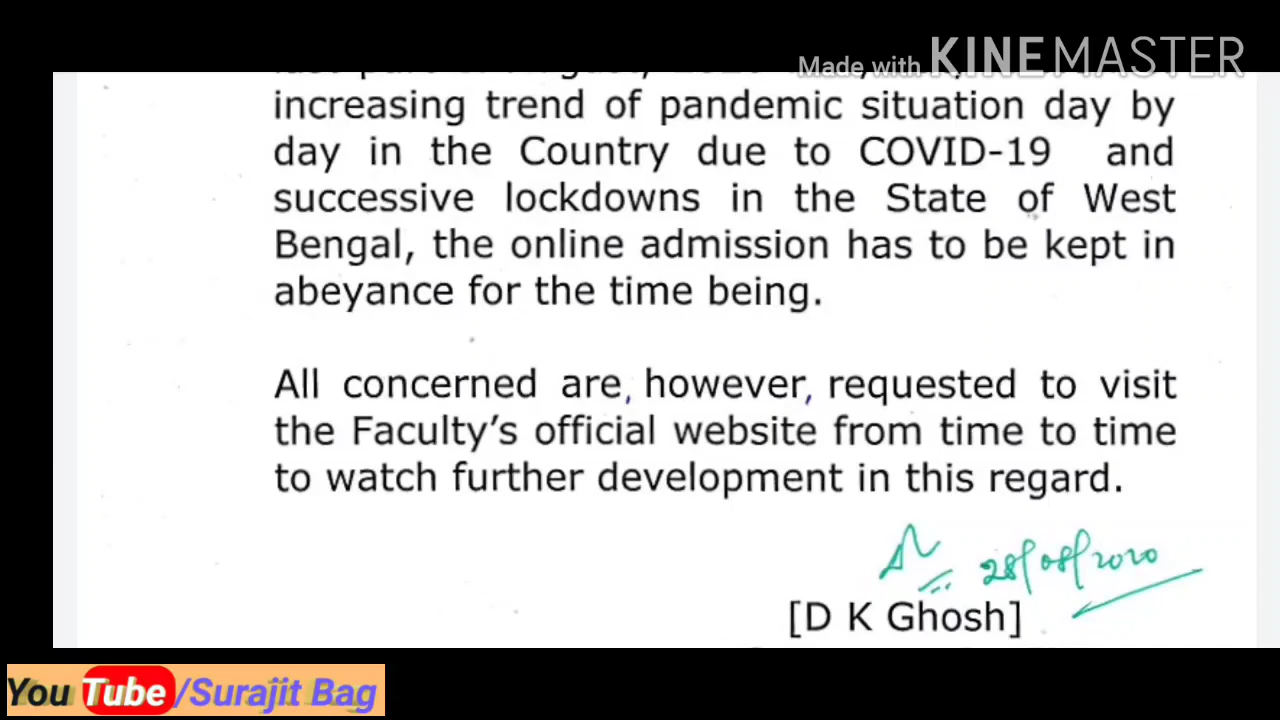 Made with KINEMASTER
increasing trend of pandemic situation day by
day in the Country due to COVID-19 and
successive lockdowns in the State of West
Bengal, the online admission has to be kept in
abeyance for the time being.
All concerned are, however, requested to visit
the Faculty's official website from time to time
to watch further development in this regard.
28/08/2020
[D K Ghosh]
YouTube/Surajit Bag